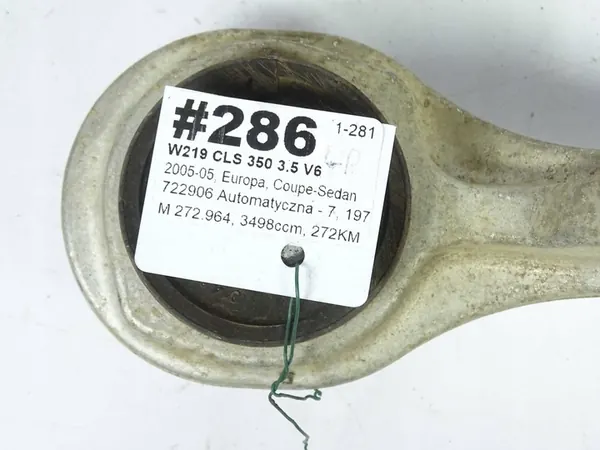 #286 1-281
W219 CLS 350 3.5 V6
2005-05, Europa, Coupe-Sedan
722906 Automatyczna - 7, 197
M 272.964, 3498ccm, 272KM